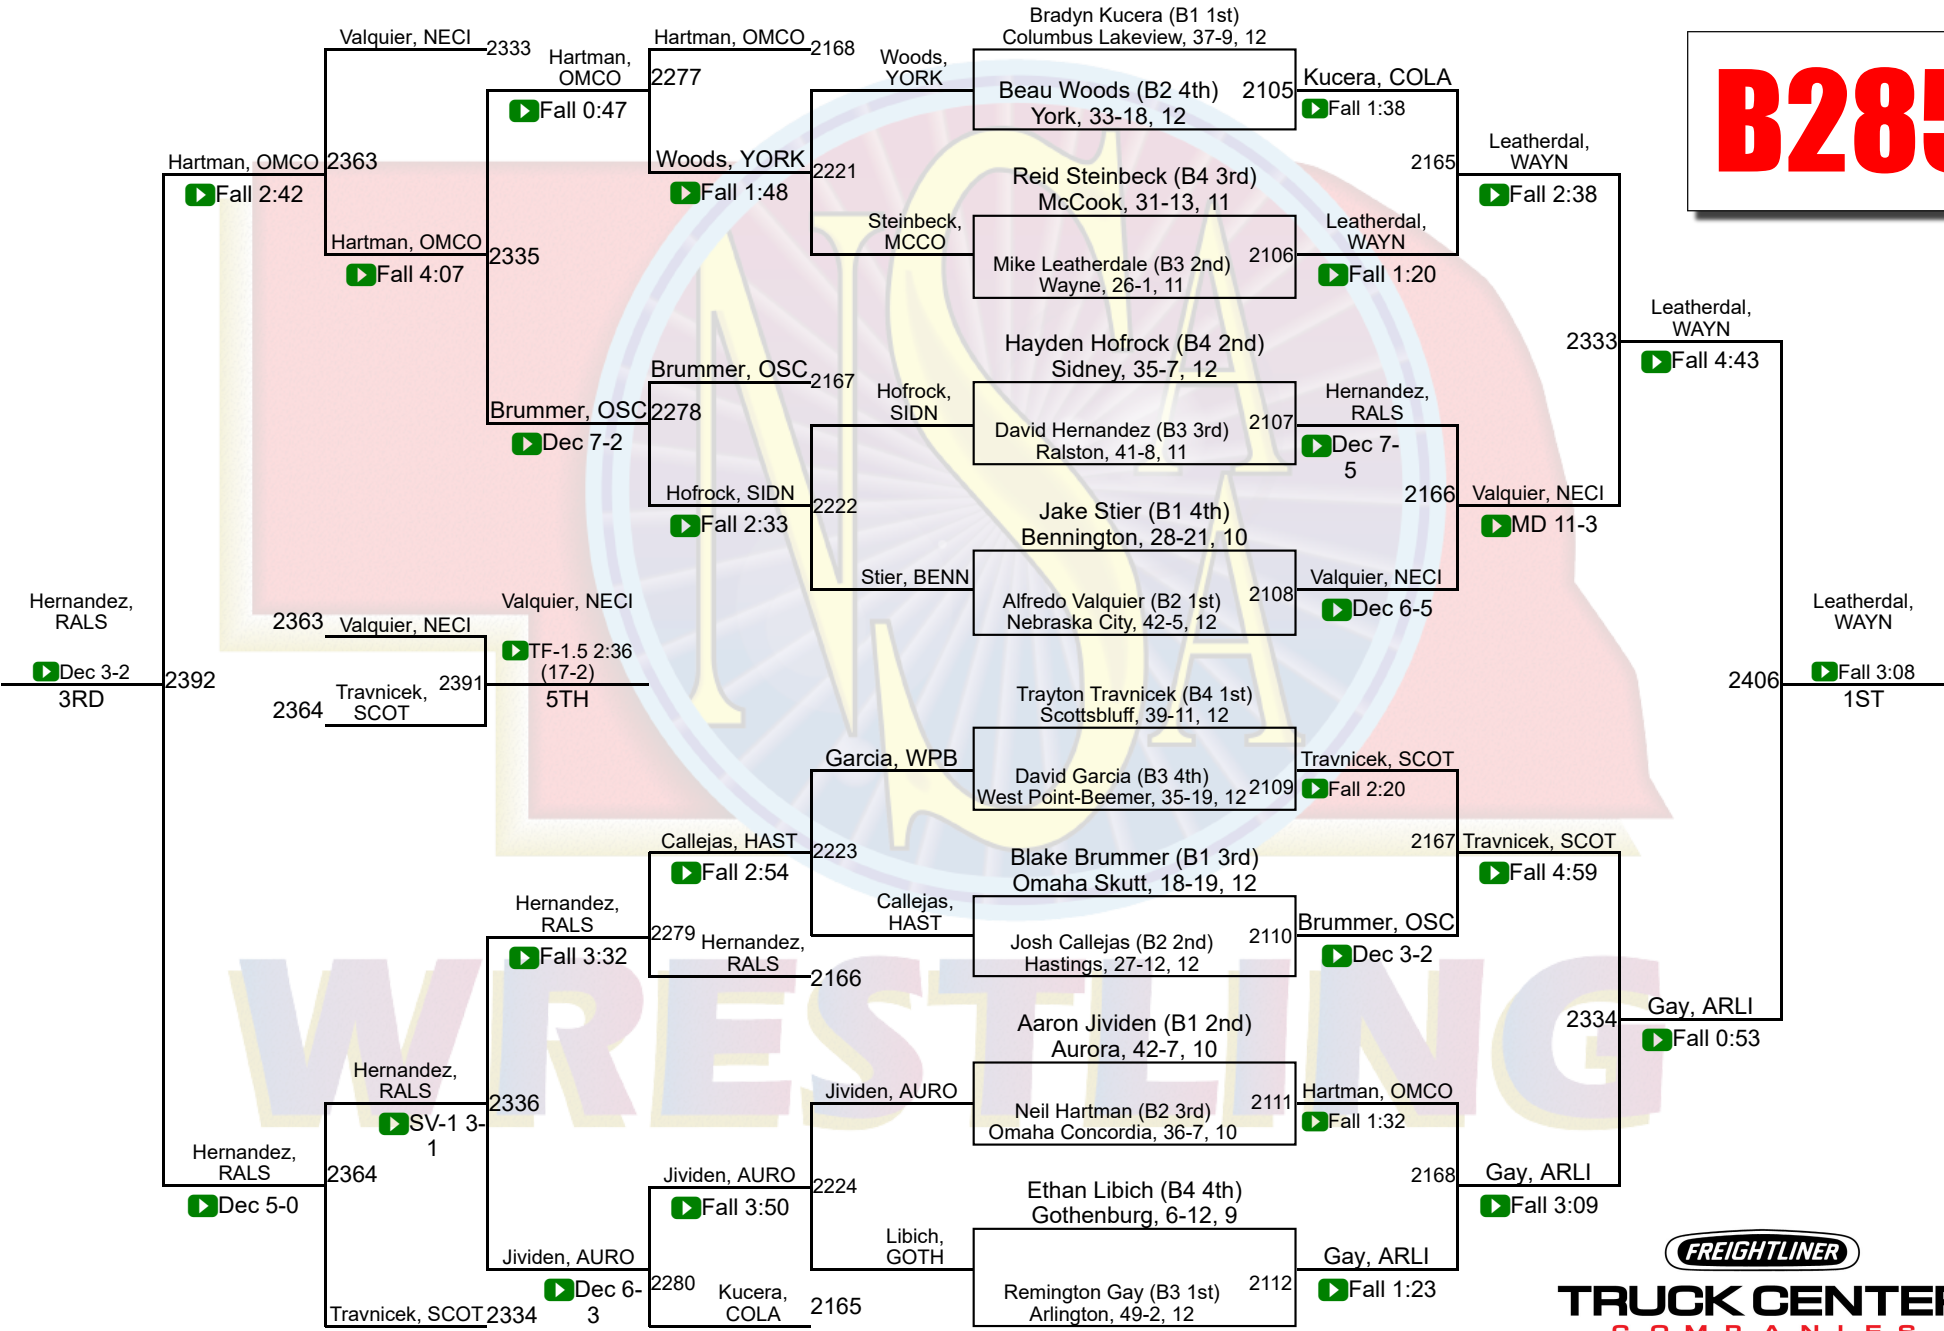 Valquier, NECI
2333
Hartman, OMCO
2363
Fall 2:42
Hartman, OMCO
Fall 4:07
2335
Hartman,
OMCO
Fall 0:47
2277
Hartman, OMCO
2168
Woods, YORK
Fall 1:48
2221
Woods,
YORK
Steinbeck,
MCCO
Brummer, OSC
2167
Brummer, OSC
2278
Dec 7-2
Hofrock, SIDN
Fall 2:33
2222
Hofrock,
SIDN
Stier, BENN
Hernandez,
RALS
Dec 3-2
3RD
2392
2363
Valquier, NECI
2364
Travnicek,
SCOT
2391
Valquier, NECI
TF-1.5 2:36
(17-2)
5TH
Garcia, WPB
Callejas, HAST
2223
Fall 2:54
Callejas,
HAST
Hernandez,
RALS
Fall 3:32
2279
Hernandez,
RALS
2166
Hernandez,
RALS
SV-1 3-
1
2336
Hernandez,
RALS
Dec 5-0
2364
Jividen, AURO
Jividen, AURO
Fall 3:50
2224
Libich,
GOTH
Jividen, AURO
Dec 6-
3
2280
Kucera,
COLA
2165
Travnicek, SCOT
2334
Bradyn Kucera (B1 1st)
Columbus Lakeview, 37-9, 12
Beau Woods (B2 4th)
York, 33-18, 12
2105
Reid Steinbeck (B4 3rd)
McCook, 31-13, 11
Mike Leatherdale (B3 2nd)
Wayne, 26-1, 11
2106
Hayden Hofrock (B4 2nd)
Sidney, 35-7, 12
David Hernandez (B3 3rd)
Ralston, 41-8, 11
2107
Jake Stier (B1 4th)
Bennington, 28-21, 10
Alfredo Valquier (B2 1st)
Nebraska City, 42-5, 12
2108
Trayton Travnicek (B4 1st)
Scottsbluff, 39-11, 12
David Garcia (B3 4th)
West Point-Beemer, 35-19, 12
2109
Blake Brummer (B1 3rd)
Omaha Skutt, 18-19, 12
Josh Callejas (B2 2nd)
Hastings, 27-12, 12
2110
Aaron Jividen (B1 2nd)
Aurora, 42-7, 10
Neil Hartman (B2 3rd)
Omaha Concordia, 36-7, 10
2111
Ethan Libich (B4 4th)
Gothenburg, 6-12, 9
Remington Gay (B3 1st)
Arlington, 49-2, 12
2112
Kucera, COLA
Fall 1:38
Leatherdal,
WAYN
Fall 1:20
2165
Leatherdal,
WAYN
Fall 2:38
Hernandez,
RALS
Dec 7-
5
2166
Valquier, NECI
MD 11-3
Valquier, NECI
Dec 6-5
2333
Leatherdal,
WAYN
Fall 4:43
Travnicek, SCOT
Fall 2:20
2167
Travnicek, SCOT
Fall 4:59
Brummer, OSC
Dec 3-2
Hartman, OMCO
Fall 1:32
2168
Gay, ARLI
Fall 3:09
Gay, ARLI
Fall 1:23
2334
Gay, ARLI
Fall 0:53
2406
Leatherdal,
WAYN
Fall 3:08
1ST
B285
NSAA
WRESTLING
FREIGHTLINER
TRUCK CENTER
COMPANIES